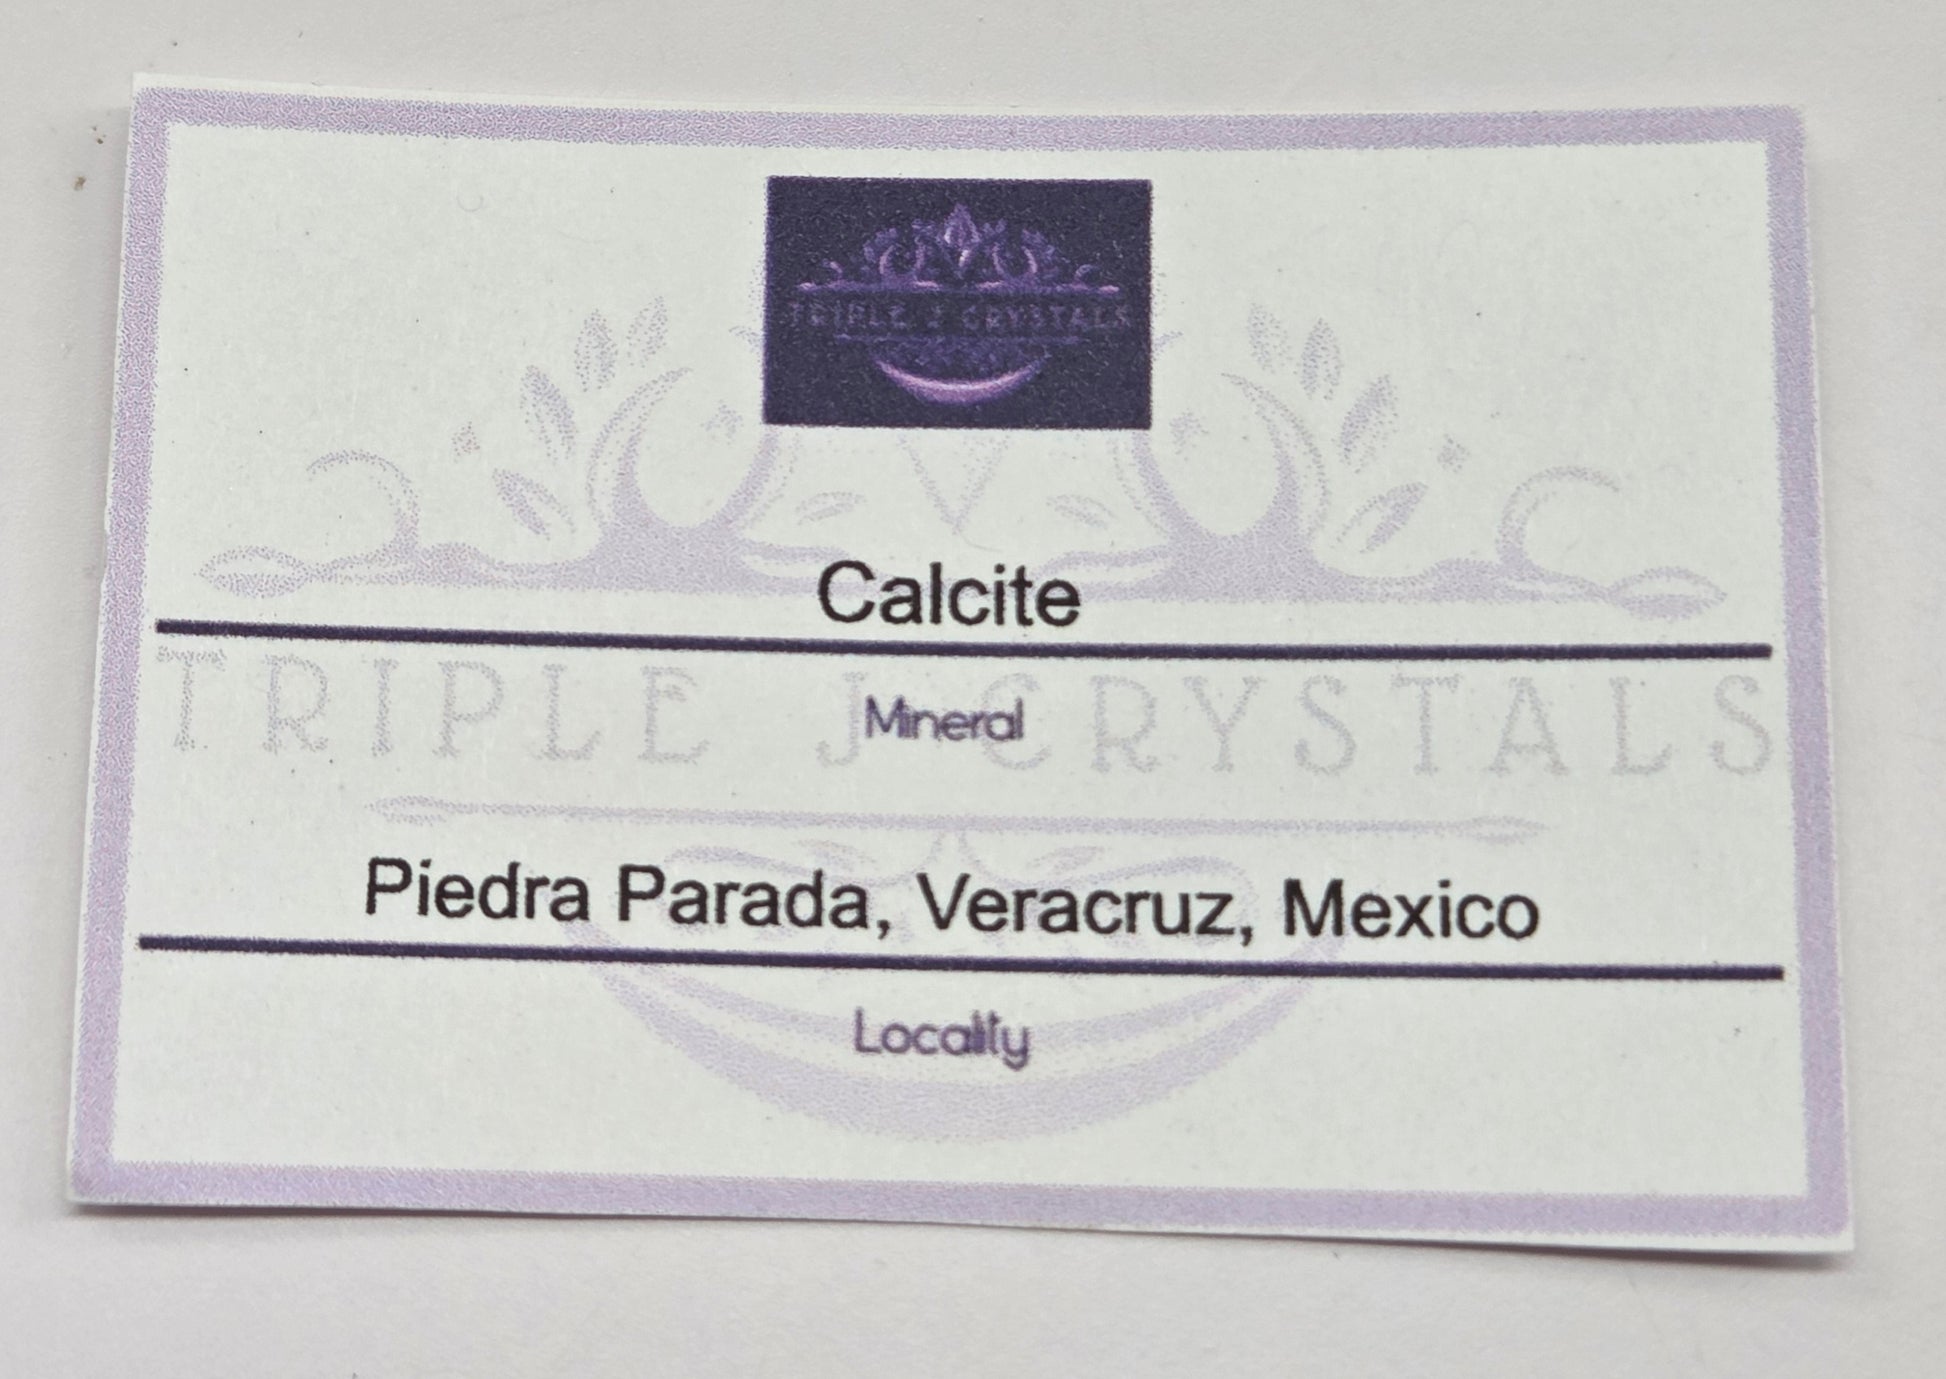 TRIPLE J CRYSTALS
Calcite
TRIPLE J CRYSTALS
Mineral
Piedra Parada, Veracruz, Mexico
Locality